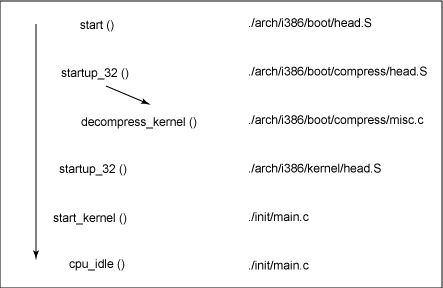 start () ./arch/i386/boot/head.S
startup_32 () ./arch/i386/boot/compress/head.S
decompress_kernel () ./arch/i386/boot/compress/misc.c
startup_32 () ./arch/i386/kernel/head.S
start_kernel () ./init/main.c
cpu_idle () ./init/main.c